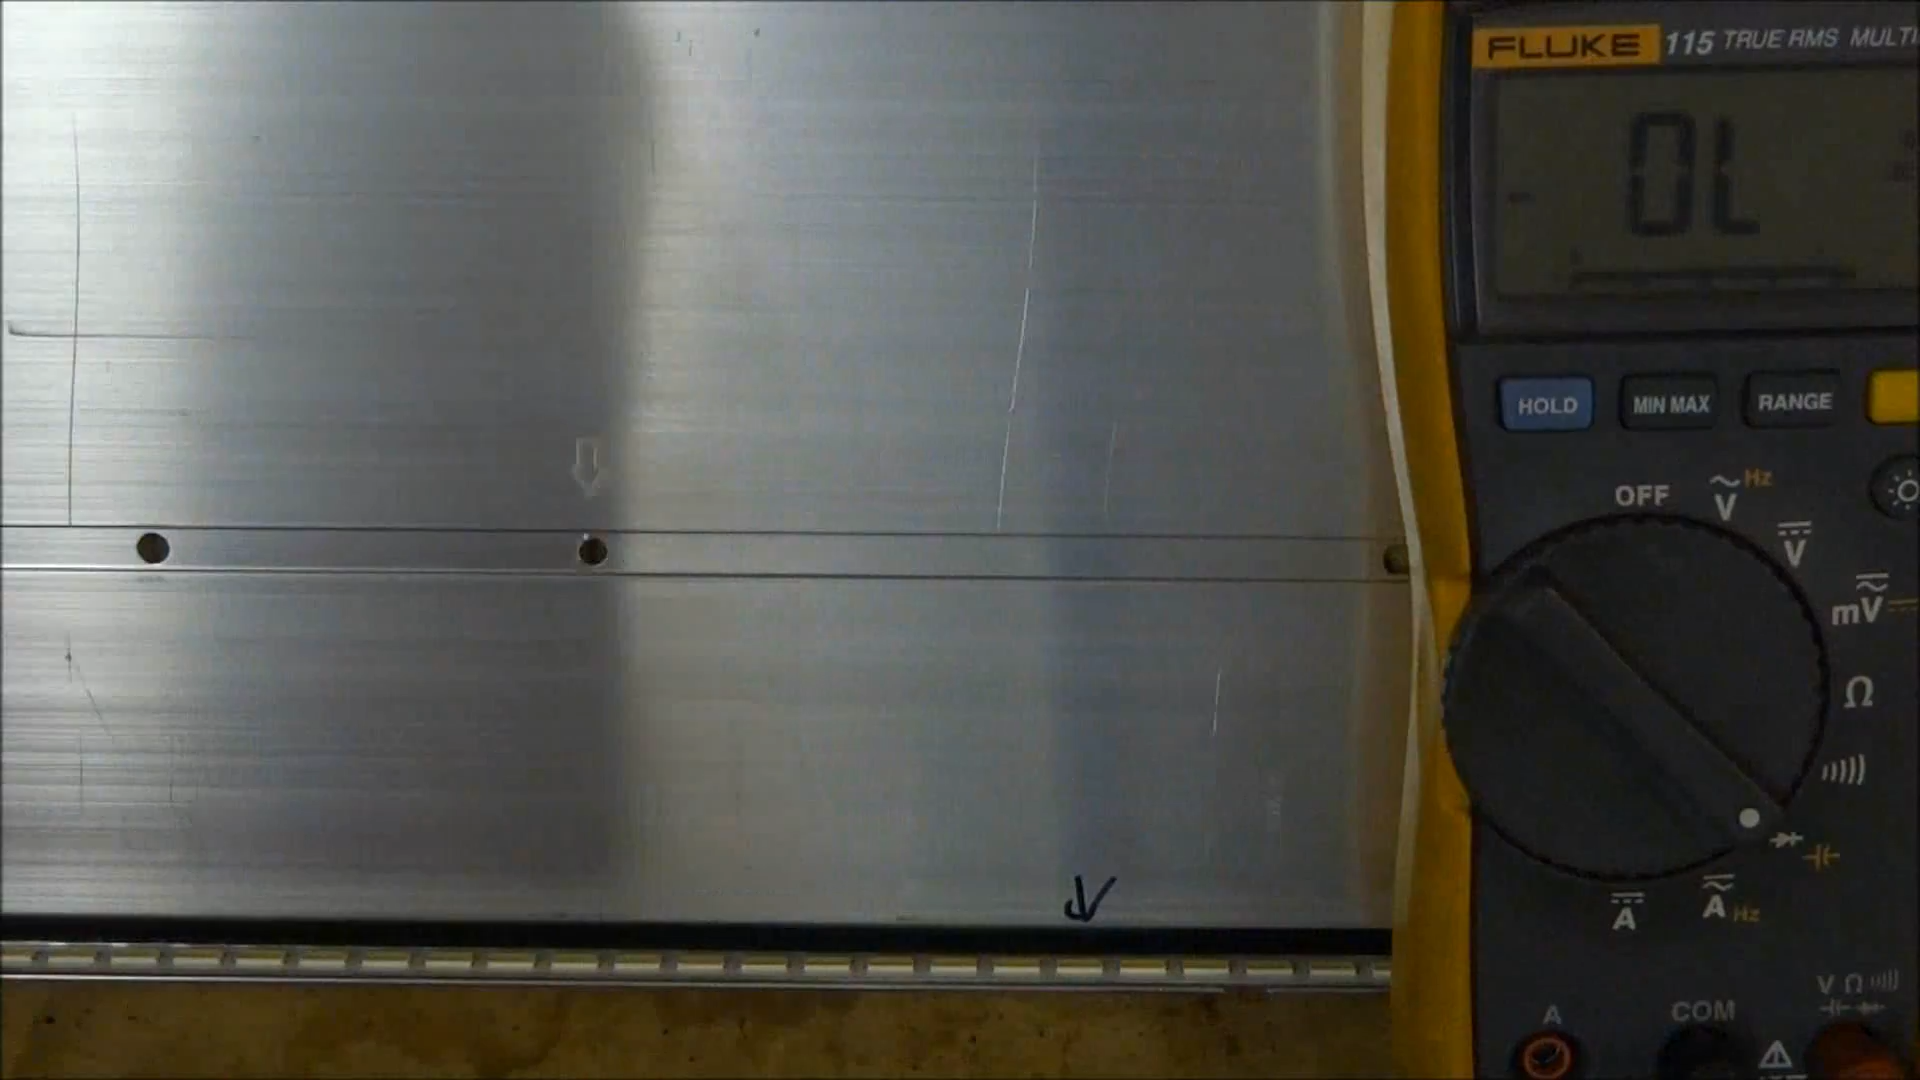 FLUKE 115 TRUE RMS MULTI
OL
HOLD MIN MAX RANGE
OFF
V Hz
V
mV
Ω
A
A Hz
A COM V Ω